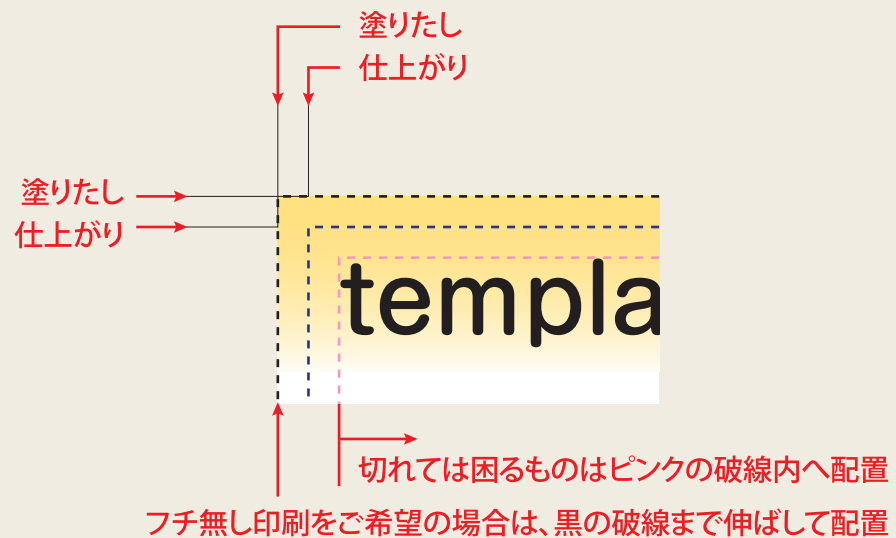 塗りたし
仕上がり
塗りたし
仕上がり
templa
切れては困るものはピンクの破線内へ配置
フチ無し印刷をご希望の場合は、黒の破線まで伸ばして配置